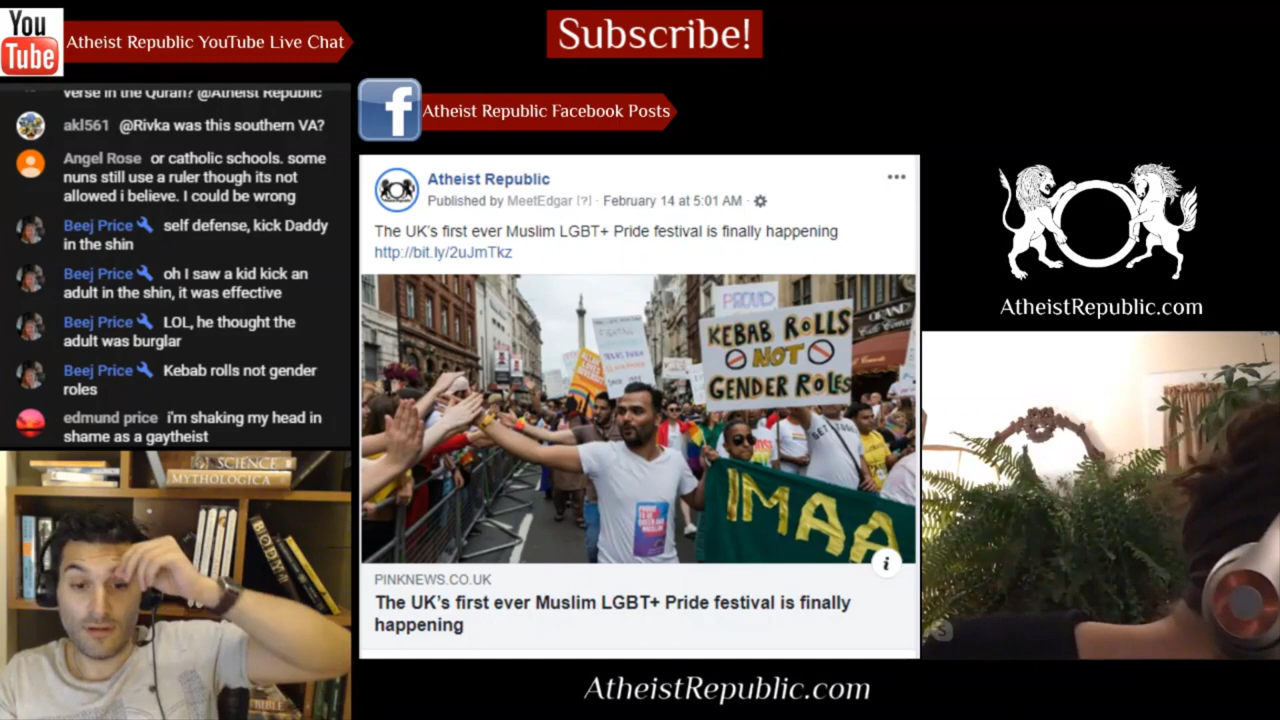 You
Tube
Atheist Republic YouTube Live Chat
Subscribe!
verse in the Quran? @Atheist Republic
akl561 @Rivka was this southern VA?
Angel Rose or catholic schools. some
nuns still use a ruler though its not
allowed i believe. I could be wrong
Beej Price self defense, kick Daddy
in the shin
Beej Price oh I saw a kid kick an
adult in the shin, it was effective
Beej Price LOL, he thought the
adult was burglar
Beej Price Kebab rolls not gender
roles
edmund price i'm shaking my head in
shame as a gaytheist
f
Atheist Republic Facebook Posts
Atheist Republic
Published by MeetEdgar [?] · February 14 at 5:01 AM ·
The UK's first ever Muslim LGBT+ Pride festival is finally happening
http://bit.ly/2uJmTkz
PROUD
KEBAB ROLLS
NOT
GENDER ROLES
IMAA
i
PINKNEWS.CO.UK
The UK's first ever Muslim LGBT+ Pride festival is finally
happening
AtheistRepublic.com
SCIENCE
MYTHOLOGICA
BODY
BIBLE
S
AtheistRepublic.com